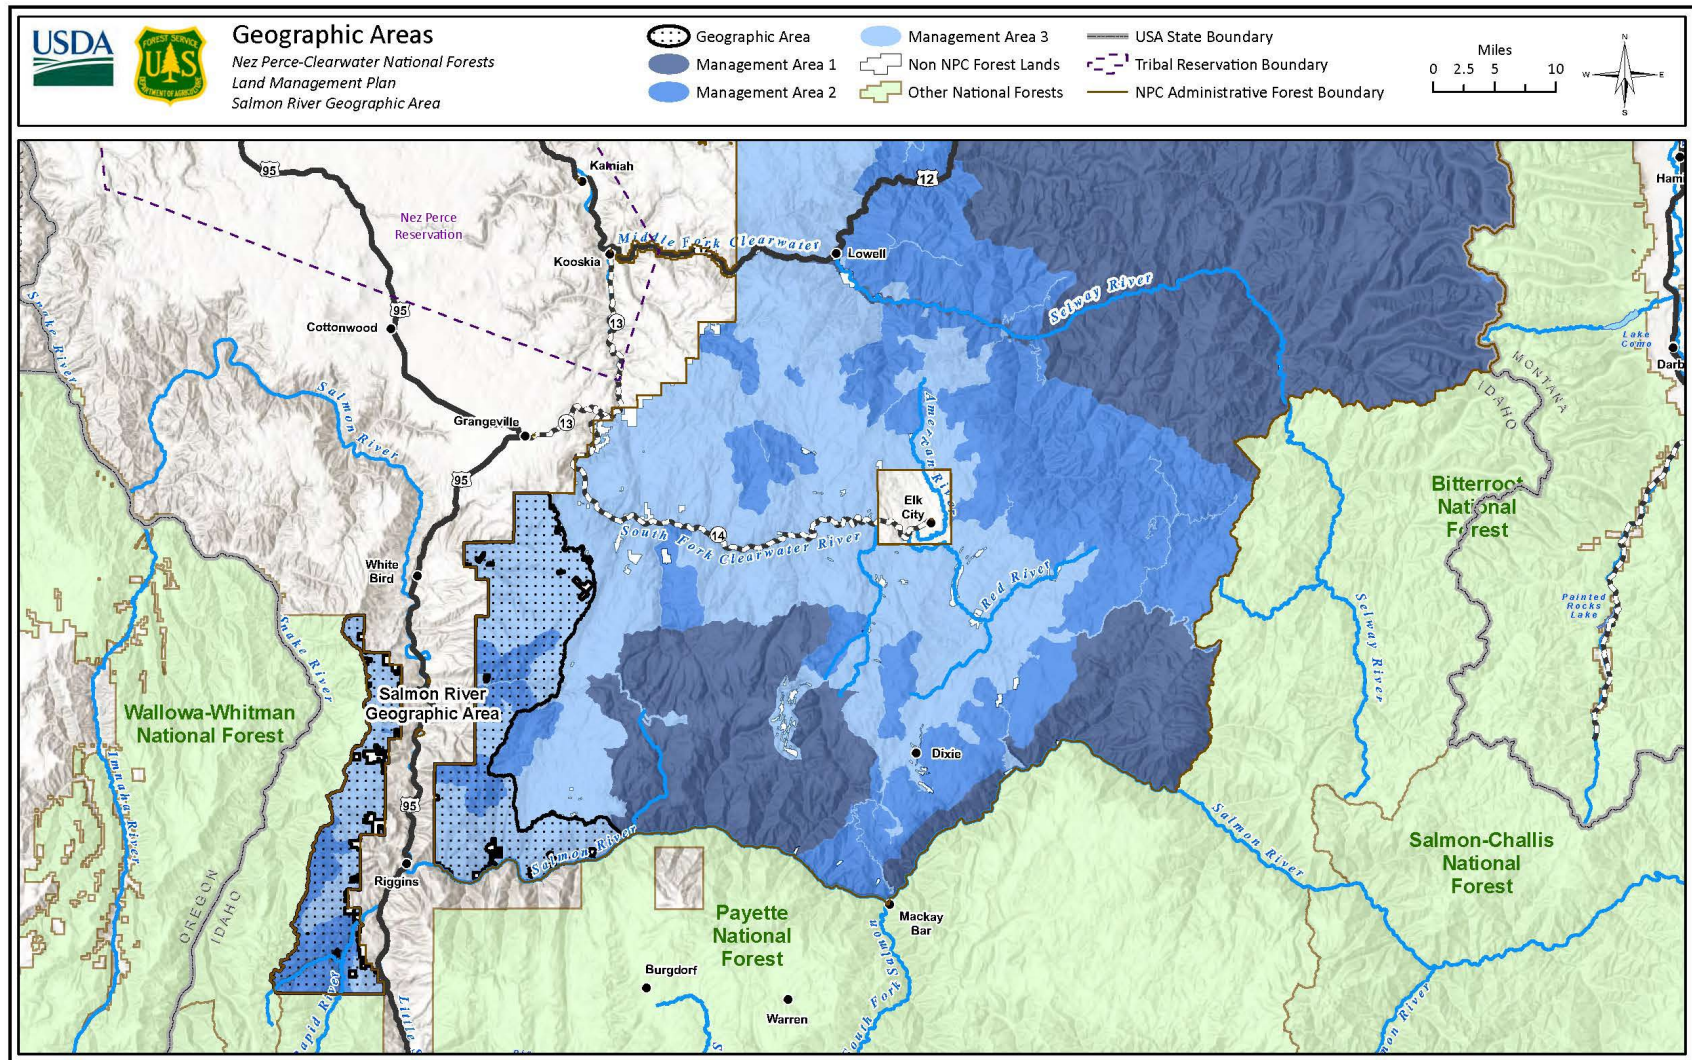 USDA
FOREST SERVICE
U S
DEPARTMENT OF AGRICULTURE
Geographic Areas
Nez Perce-Clearwater National Forests
Land Management Plan
Salmon River Geographic Area
Geographic Area
Management Area 1
Management Area 2
Management Area 3
Non NPC Forest Lands
Other National Forests
USA State Boundary
Tribal Reservation Boundary
NPC Administrative Forest Boundary
Miles
0 2.5 5 10
N
W E
S
95
Kamiah
12
Hami
Nez Perce
Reservation
Middle Fork Clearwater
Kooskia
Lowell
Selway River
Snake River
95
13
Cottonwood
Lake
Como
Darb
MONTANA
IDAHO
Salmon River
Grangeville
13
American River
95
Elk
City
Bitterroot
National
Forest
14
South Fork Clearwater River
White
Bird
Red River
Painted
Rocks
Lake
Selway River
Snake River
Salmon River
Geographic Area
Wallowa-Whitman
National Forest
Imnaha River
Dixie
95
Salmon River
Salmon River
Salmon-Challis
National
Forest
Riggins
OREGON
IDAHO
Payette
National
Forest
Mackay
Bar
South Fork Salmon
Burgdorf
Warren
Rapid River
Little S
S
mon River